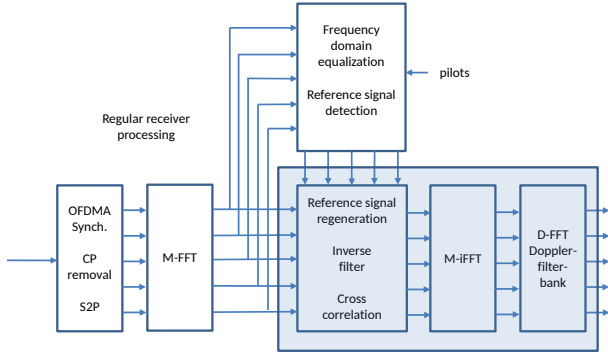 Frequency
domain
equalization
Reference signal
detection
pilots
Regular receiver
processing
OFDMA
Synch.
CP
removal
S2P
M-FFT
Reference signal
regeneration
Inverse
filter
Cross
correlation
M-iFFT
D-FFT
Doppler-
filter-
bank